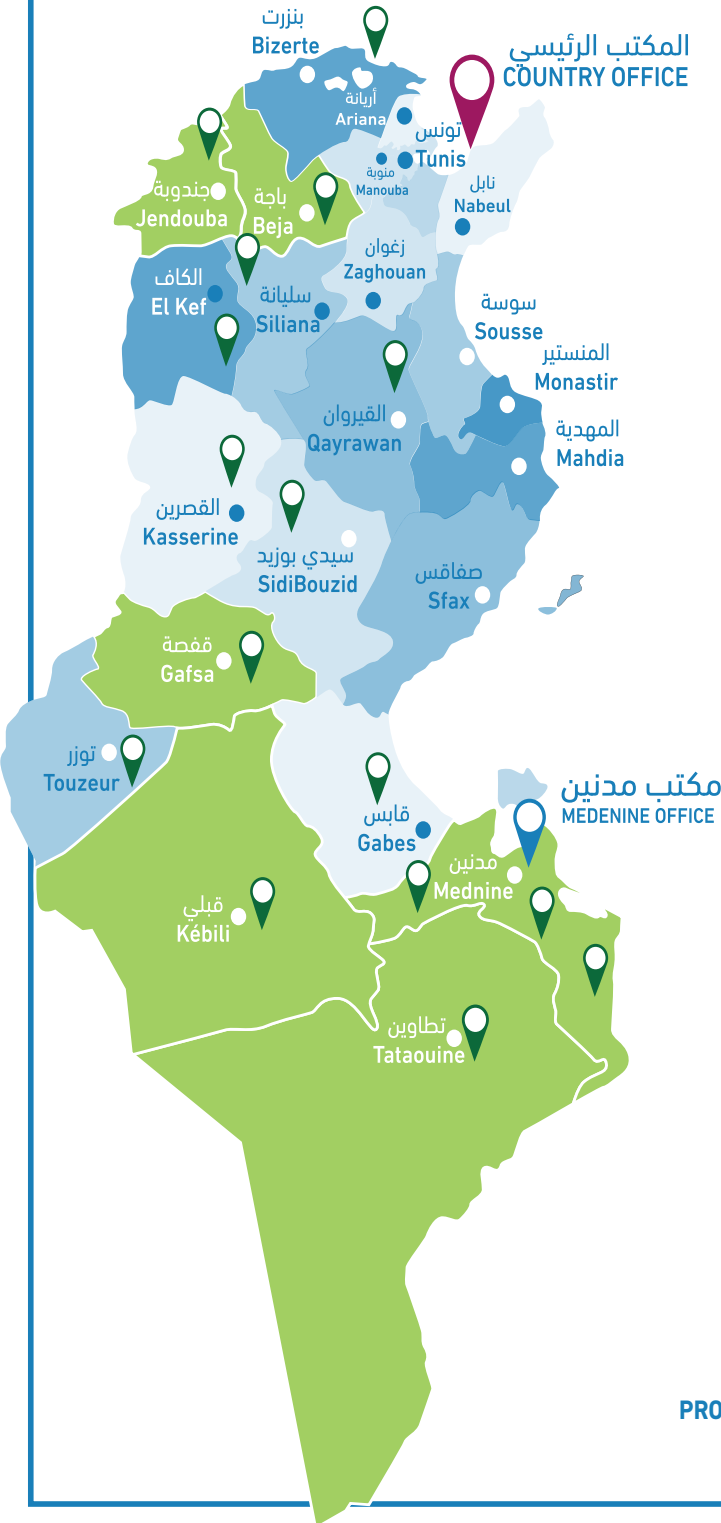 بنزرت
Bizerte
المكتب الرئيسي
COUNTRY OFFICE
أريانة
Ariana
تونس
Tunis
منوبة
Manouba
نابل
Nabeul
جندوبة
Jendouba
باجة
Beja
زغوان
Zaghouan
الكاف
El Kef
سليانة
Siliana
سوسة
Sousse
المنستير
Monastir
القيروان
Qayrawan
المهدية
Mahdia
القصرين
Kasserine
سيدي بوزيد
SidiBouzid
صفاقس
Sfax
قفصة
Gafsa
توزر
Touzeur
مكتب مدنين
MEDENINE OFFICE
قابس
Gabes
مدنين
Mednine
قبلي
Kébili
تطاوين
Tataouine
PRO